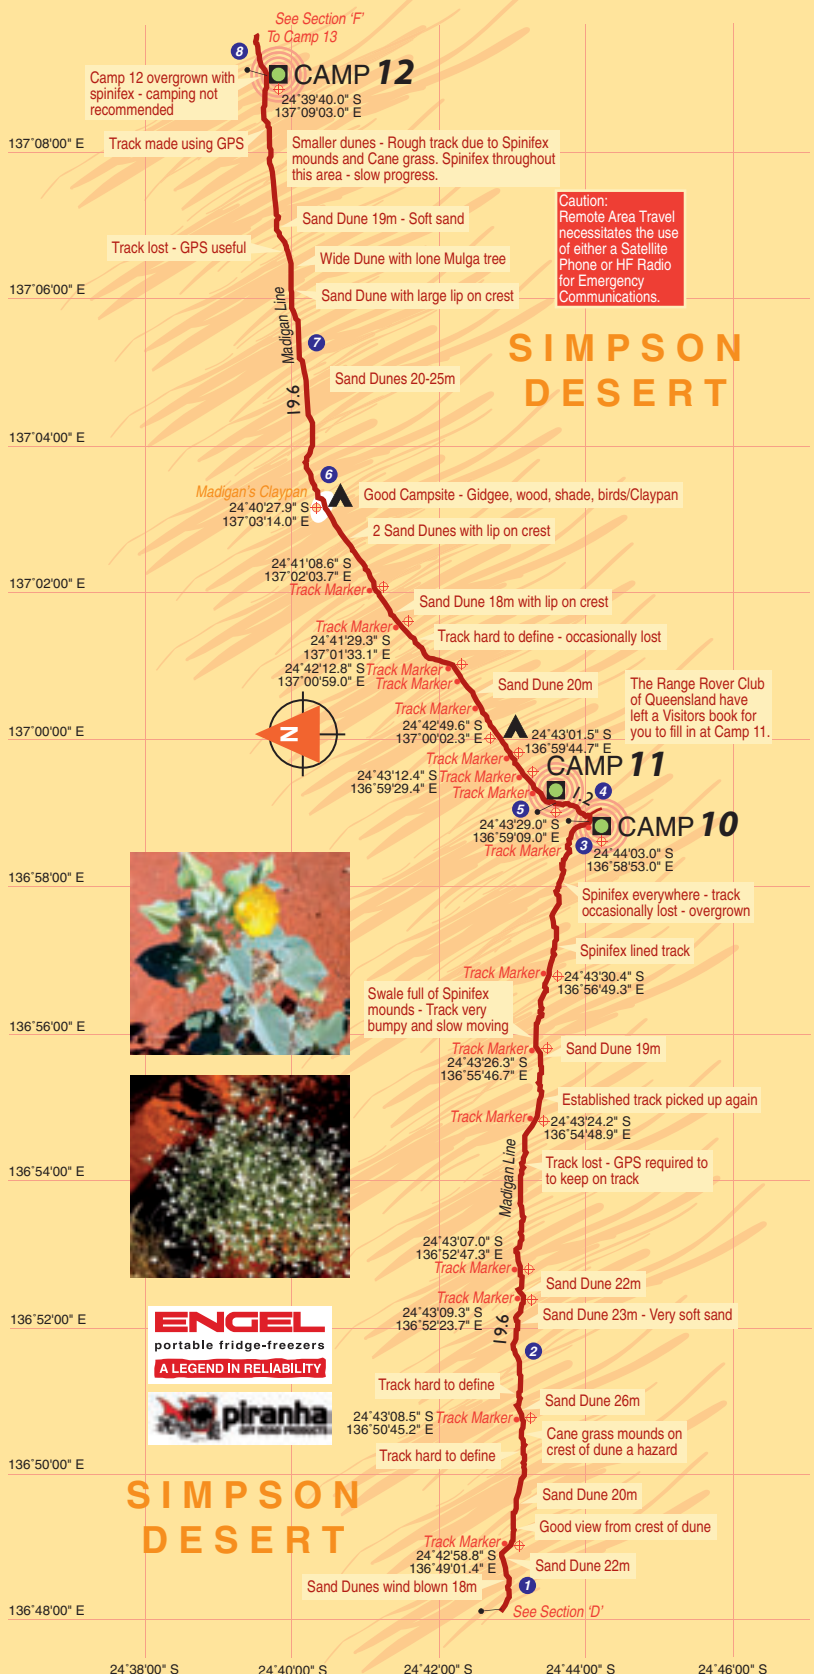 See Section 'F'
To Camp 13
8
CAMP 12
24°39'40.0" S
137°09'03.0" E
Camp 12 overgrown with
spinifex - camping not
recommended
137°08'00" E
Track made using GPS
Smaller dunes - Rough track due to Spinifex
mounds and Cane grass. Spinifex throughout
this area - slow progress.
Caution:
Remote Area Travel
necessitates the use
of either a Satellite
Phone or HF Radio
for Emergency
Communications.
Sand Dune 19m - Soft sand
Track lost - GPS useful
Wide Dune with lone Mulga tree
137°06'00" E
Sand Dune with large lip on crest
Madigan Line
7
SIMPSON
DESERT
Sand Dunes 20-25m
19.6
137°04'00" E
6
Madigan's Claypan
Good Campsite - Gidgee, wood, shade, birds/Claypan
24°40'27.9" S
137°03'14.0" E
2 Sand Dunes with lip on crest
24°41'08.6" S
137°02'03.7" E
137°02'00" E
Track Marker
Sand Dune 18m with lip on crest
Track Marker
24°41'29.3" S
137°01'33.1" E
Track hard to define - occasionally lost
24°42'12.8" S
137°00'59.0" E
Track Marker
Track Marker
Sand Dune 20m
The Range Rover Club
of Queensland have
left a Visitors book for
you to fill in at Camp 11.
Track Marker
137°00'00" E
N
24°42'49.6" S
137°00'02.3" E
24°43'01.5" S
136°59'44.7" E
Track Marker
CAMP 11
24°43'12.4" S
136°59'29.4" E
Track Marker
Track Marker
1.2
4
5
24°43'29.0" S
136°59'09.0" E
CAMP 10
3
Track Marker
24°44'03.0" S
136°58'53.0" E
136°58'00" E
Spinifex everywhere - track
occasionally lost - overgrown
Spinifex lined track
Track Marker
24°43'30.4" S
136°56'49.3" E
Swale full of Spinifex
mounds - Track very
bumpy and slow moving
136°56'00" E
Track Marker
24°43'26.3" S
136°55'46.7" E
Sand Dune 19m
Established track picked up again
Track Marker
24°43'24.2" S
136°54'48.9" E
Madigan Line
Track lost - GPS required to
to keep on track
136°54'00" E
24°43'07.0" S
136°52'47.3" E
Track Marker
Sand Dune 22m
Track Marker
24°43'09.3" S
136°52'23.7" E
Sand Dune 23m - Very soft sand
136°52'00" E
19.6
2
ENGEL
portable fridge-freezers
A LEGEND IN RELIABILITY
Track hard to define
Sand Dune 26m
piranha
OFF ROAD PRODUCTS
24°43'08.5" S
136°50'45.2" E
Track Marker
Cane grass mounds on
crest of dune a hazard
Track hard to define
136°50'00" E
SIMPSON
DESERT
Sand Dune 20m
Good view from crest of dune
Track Marker
24°42'58.8" S
136°49'01.4" E
Sand Dune 22m
Sand Dunes wind blown 18m
1
136°48'00" E
See Section 'D'
24°38'00" S
24°40'00" S
24°42'00" S
24°44'00" S
24°46'00" S